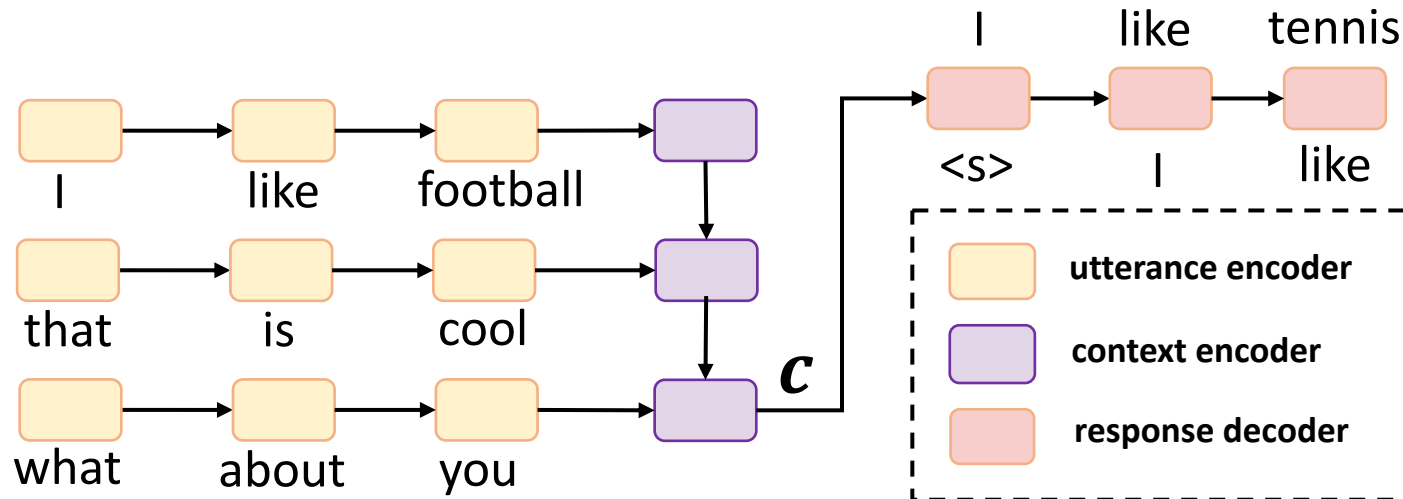 I like tennis
<s> I like
I like football
that is cool
what about you
c
utterance encoder
context encoder
response decoder